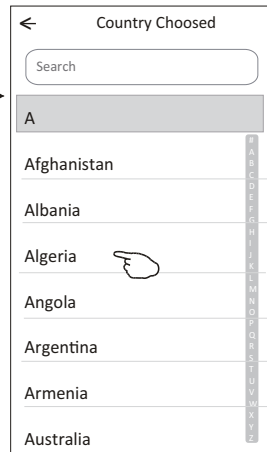 Country Choosed
Search
A
Afghanistan
Albania
Algeria
Angola
Argentina
Armenia
Australia
#
A
B
C
D
E
F
G
H
I
J
K
L
M
N
O
P
Q
R
S
T
U
V
W
X
Y
Z